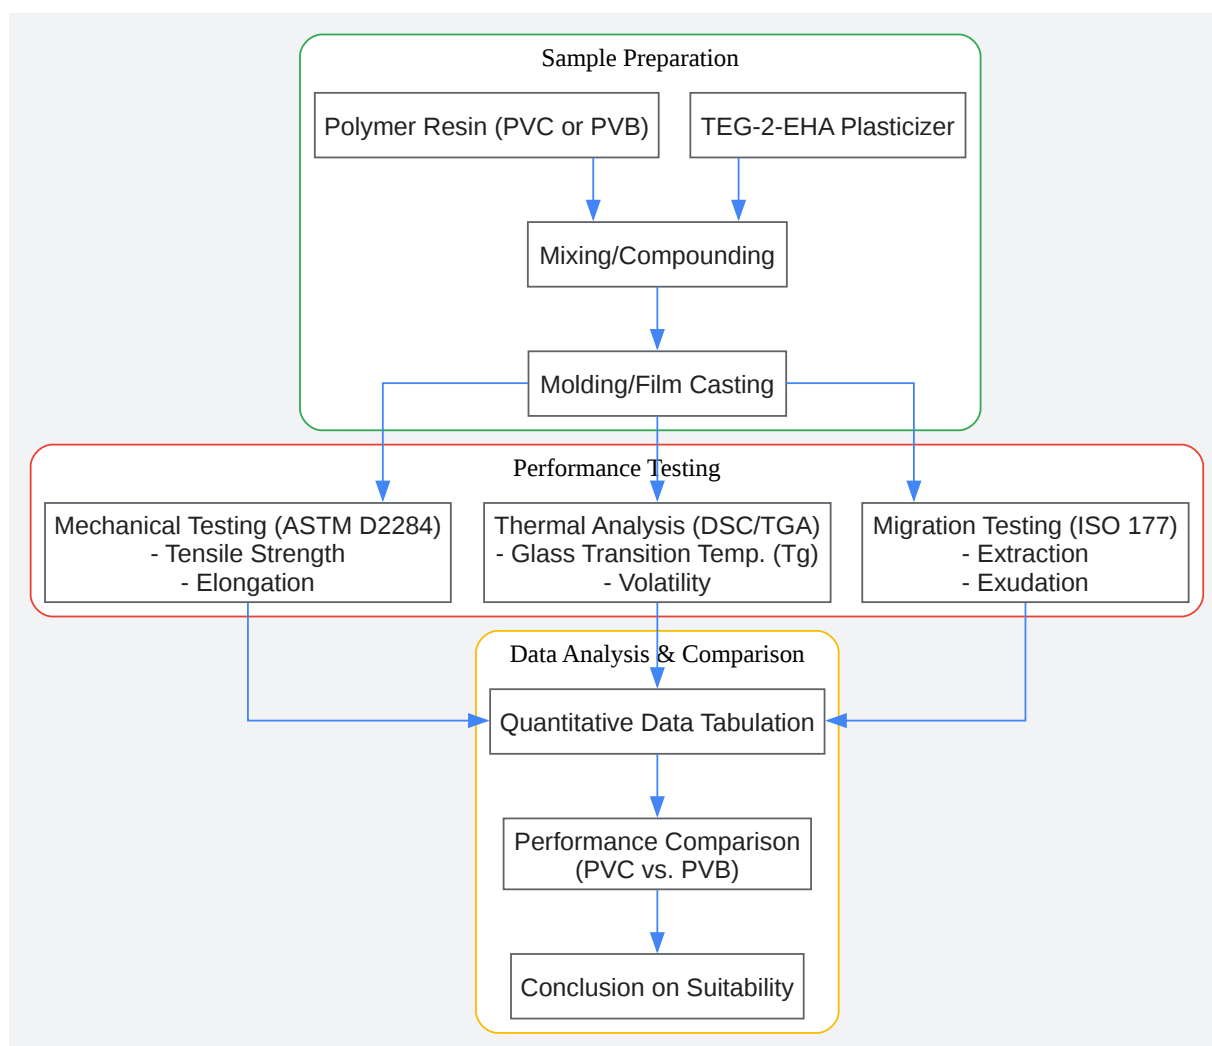 Sample Preparation
Polymer Resin (PVC or PVB)
TEG-2-EHA Plasticizer
Mixing/Compounding
Molding/Film Casting
Performance Testing
Mechanical Testing (ASTM D2284)
- Tensile Strength
- Elongation
Thermal Analysis (DSC/TGA)
- Glass Transition Temp. (Tg)
- Volatility
Migration Testing (ISO 177)
- Extraction
- Exudation
Data Analysis & Comparison
Quantitative Data Tabulation
Performance Comparison
(PVC vs. PVB)
Conclusion on Suitability